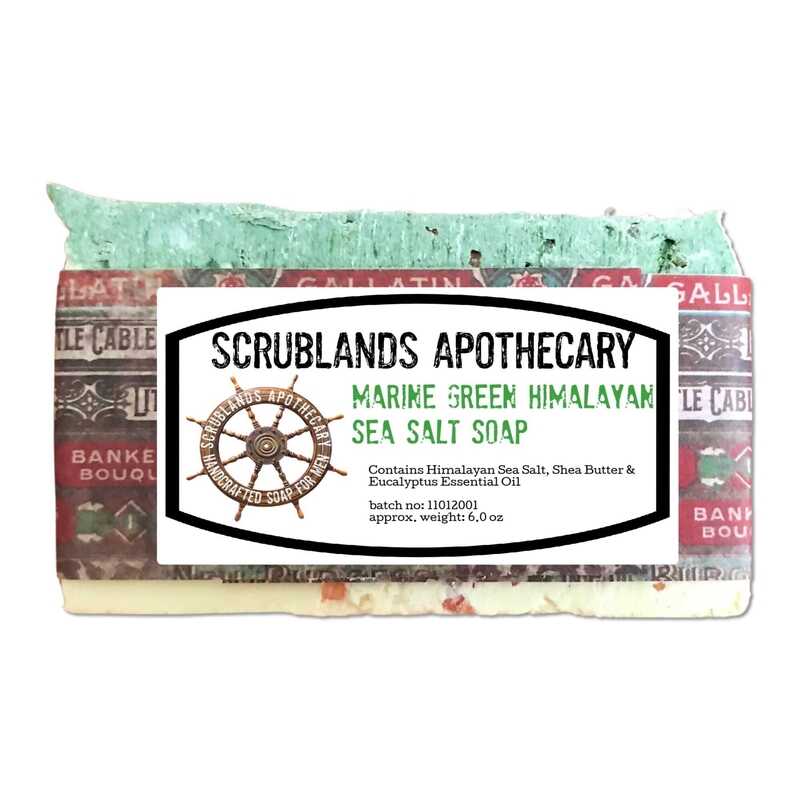 GALLATIN
GALL
TLE CABLE
BANKE
BOUQU
BANK
BOU
SCRUBLANDS APOTHECARY
MARINE GREEN HIMALAYAN
SEA SALT SOAP
SCRUBLANDS APOTHECARY
HANDCRAFTED SOAP FOR MEN
Contains Himalayan Sea Salt, Shea Butter &
Eucalyptus Essential Oil
batch no: 11012001
approx. weight: 6.0 oz